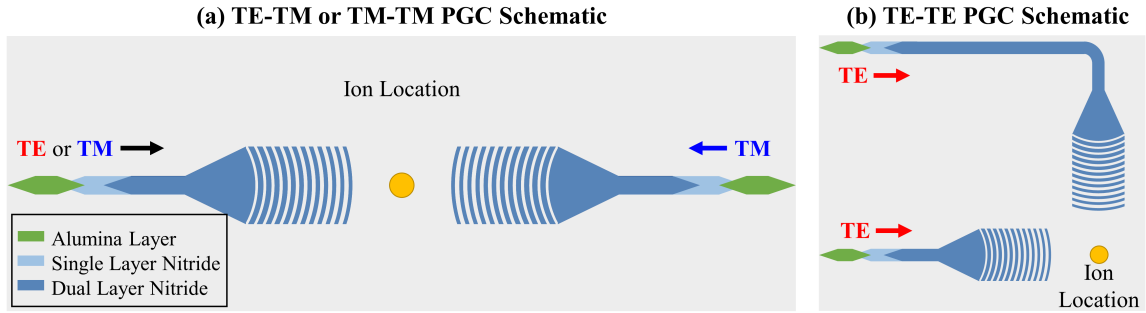 (a) TE-TM or TM-TM PGC Schematic
Ion Location
TE or TM
TM
Alumina Layer
Single Layer Nitride
Dual Layer Nitride
(b) TE-TE PGC Schematic
TE
TE
Ion
Location